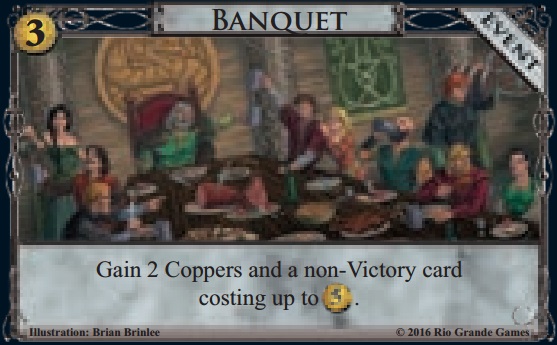 3
BANQUET
EVENT
Gain 2 Coppers and a non-Victory card
costing up to 5.
Illustration: Brian Brinlee
© 2016 Rio Grande Games